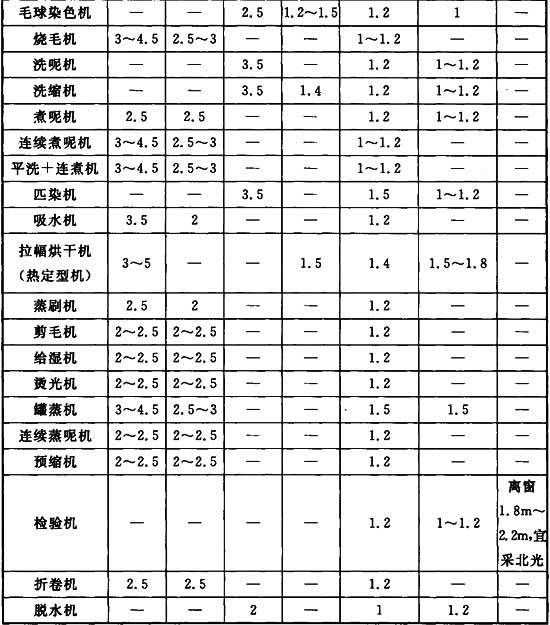 毛球染色机 — — 2.5 1.2～1.5 1.2 1 —
烧毛机 3～4.5 2.5～3 — — 1～1.2 — —
洗呢机 — — 3.5 — 1.2 1～1.2 —
洗缩机 — — 3.5 1.4 1.2 1～1.2 —
煮呢机 2.5 2.5 — — 1.2 1～1.2 —
连续煮呢机 3～4.5 2.5～3 — — 1～1.2 — —
平洗＋连煮机 3～4.5 2.5～3 — — 1～1.2 — —
匹染机 — — 3.5 — 1.5 1～1.2 —
吸水机 3.5 2 — — 1.2 — —
拉幅烘干机
（热定型机） 3～5 — — 1.5 1.4 1.5～1.8 —
蒸刷机 2.5 2 — — 1.2 — —
剪毛机 2～2.5 2～2.5 — — 1.2 — —
给湿机 2～2.5 2～2.5 — — 1.2 — —
烫光机 2～2.5 2～2.5 — — 1.2 — —
罐蒸机 3～4.5 2.5～3 — — 1.5 1.5 —
连续蒸呢机 2～2.5 2～2.5 — — 1.2 — —
预缩机 2～2.5 2～2.5 — — 1.2 — —
检验机 — — — — 1.2 1～1.2 离窗
1.8m～
2.2m，宜
采北光
折卷机 2.5 2.5 — — 1.2 — —
脱水机 — — 2 — 1 1.2 —